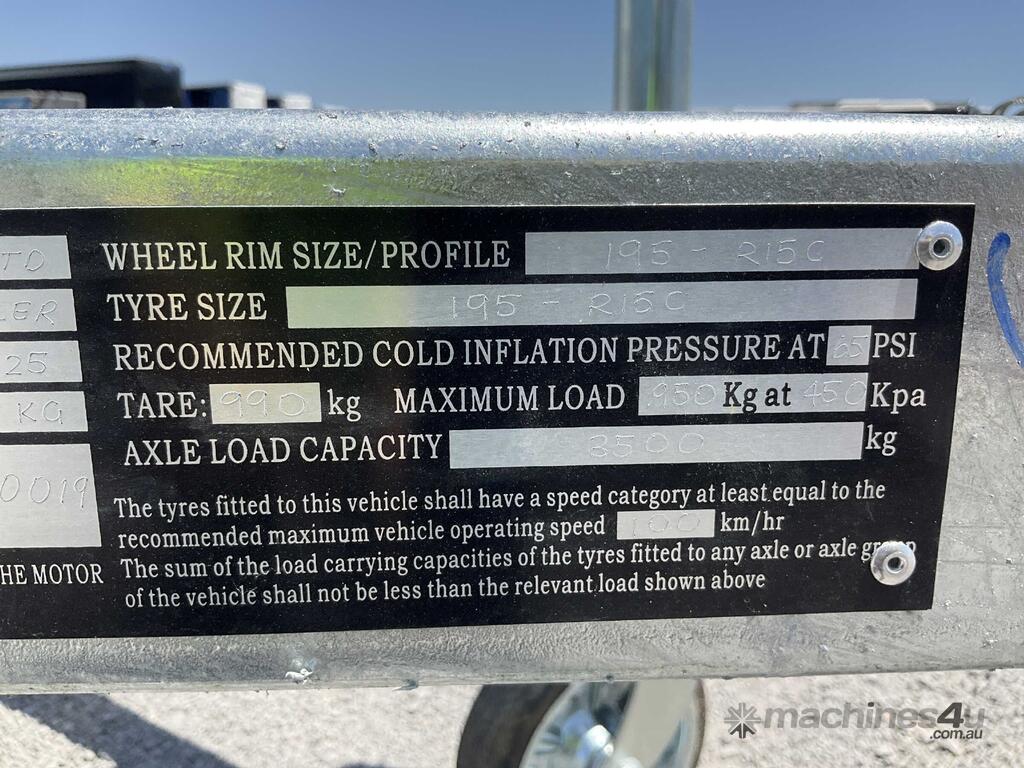 TO WHEEL RIM SIZE/PROFILE 195 - R15C
LER TYRE SIZE 195 - R15C
25 RECOMMENDED COLD INFLATION PRESSURE AT PSI
KG TARE: 990 kg MAXIMUM LOAD 950 Kg at 450 Kpa
AXLE LOAD CAPACITY 3500 kg
0019 The tyres fitted to this vehicle shall have a speed category at least equal to the
recommended maximum vehicle operating speed 100 km/hr
HE MOTOR The sum of the load carrying capacities of the tyres fitted to any axle or axle group
of the vehicle shall not be less than the relevant load shown above
machines4u
.com.au